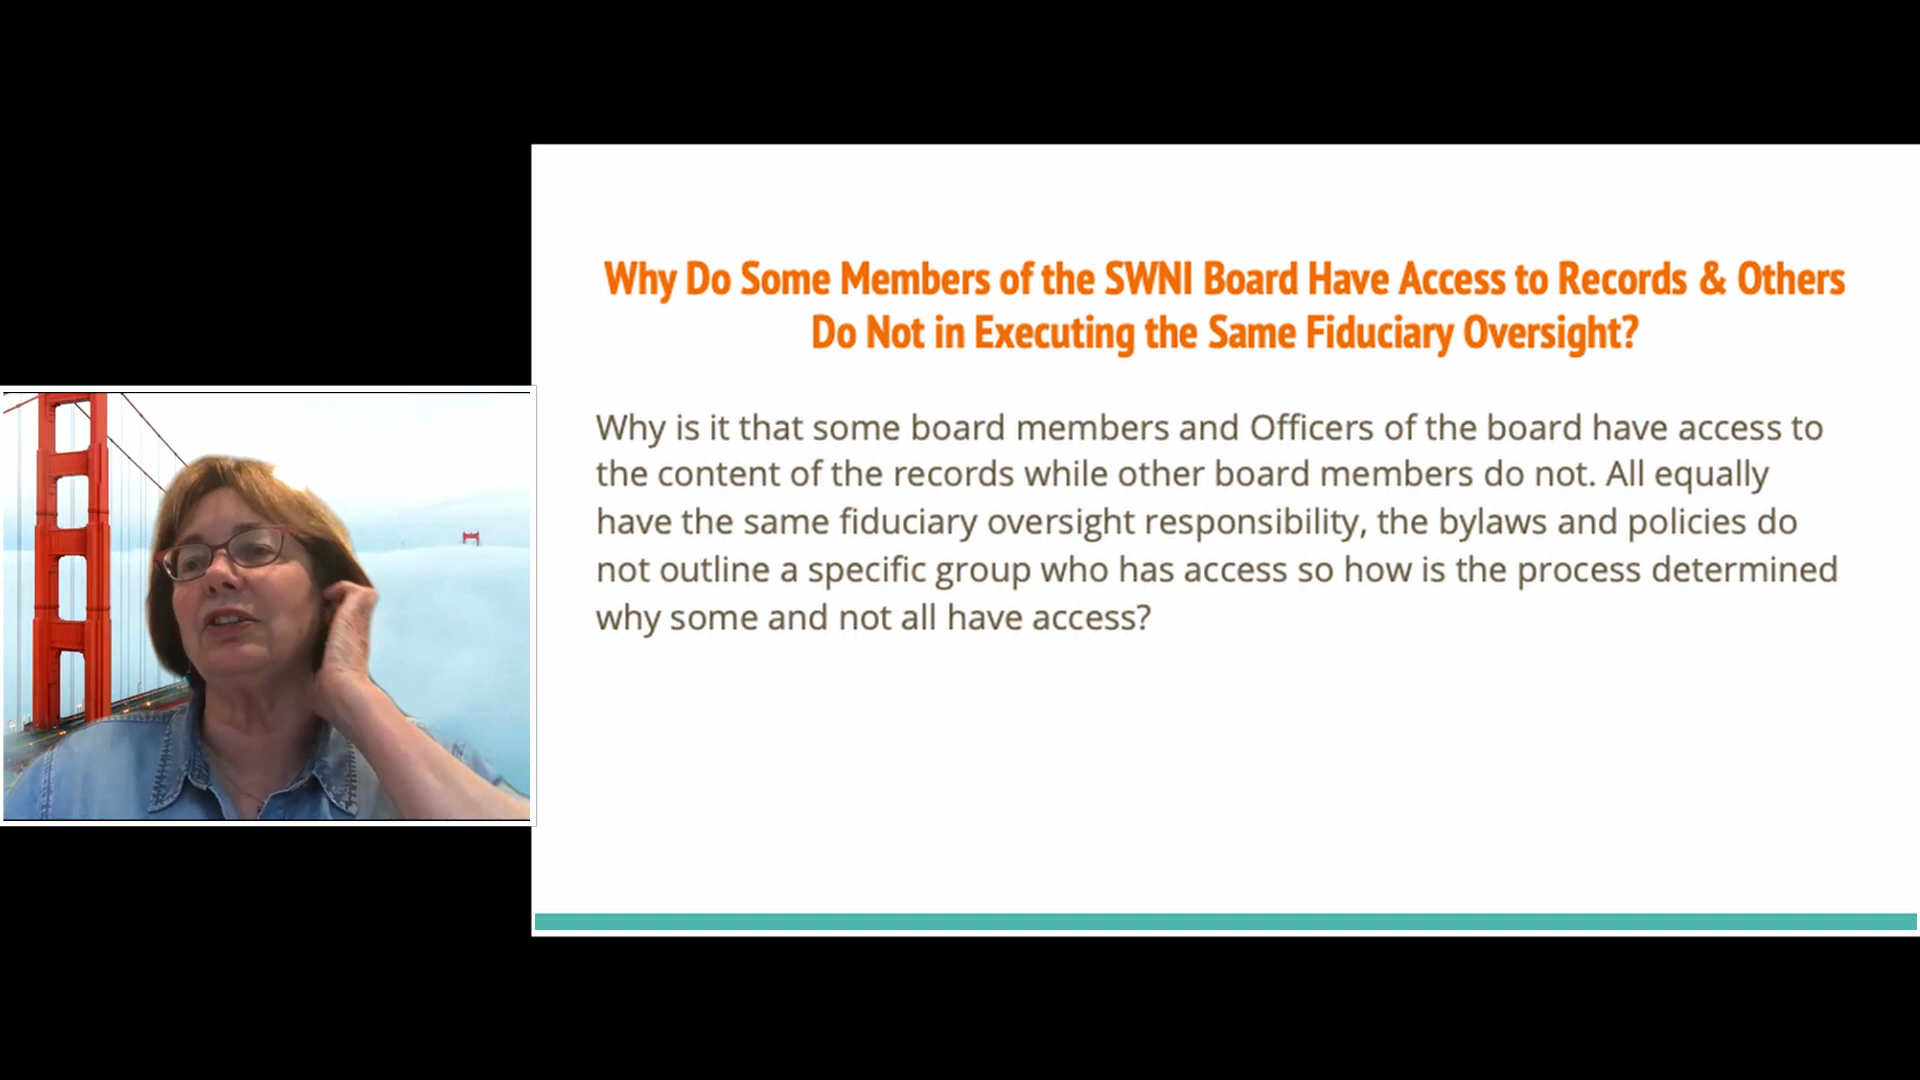 Why Do Some Members of the SWNI Board Have Access to Records & Others
Do Not in Executing the Same Fiduciary Oversight?
Why is it that some board members and Officers of the board have access to
the content of the records while other board members do not. All equally
have the same fiduciary oversight responsibility, the bylaws and policies do
not outline a specific group who has access so how is the process determined
why some and not all have access?